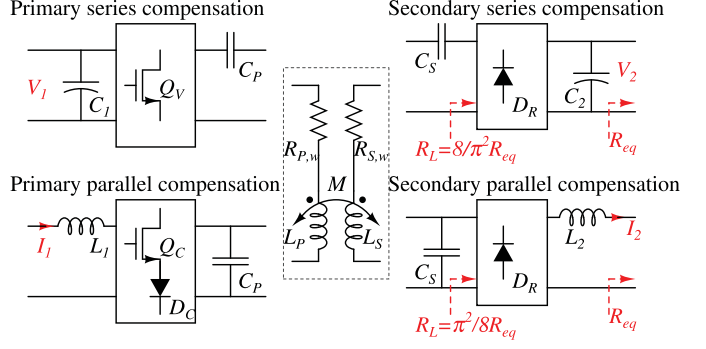 Primary series compensation
V1
C1
QV
CP
Secondary series compensation
CS
DR
C2
V2
RL=8/π²Req
Req
RP,w
RS,w
M
LP
LS
Primary parallel compensation
I1
L1
QC
DC
CP
Secondary parallel compensation
CS
DR
L2
I2
RL=π²/8Req
Req